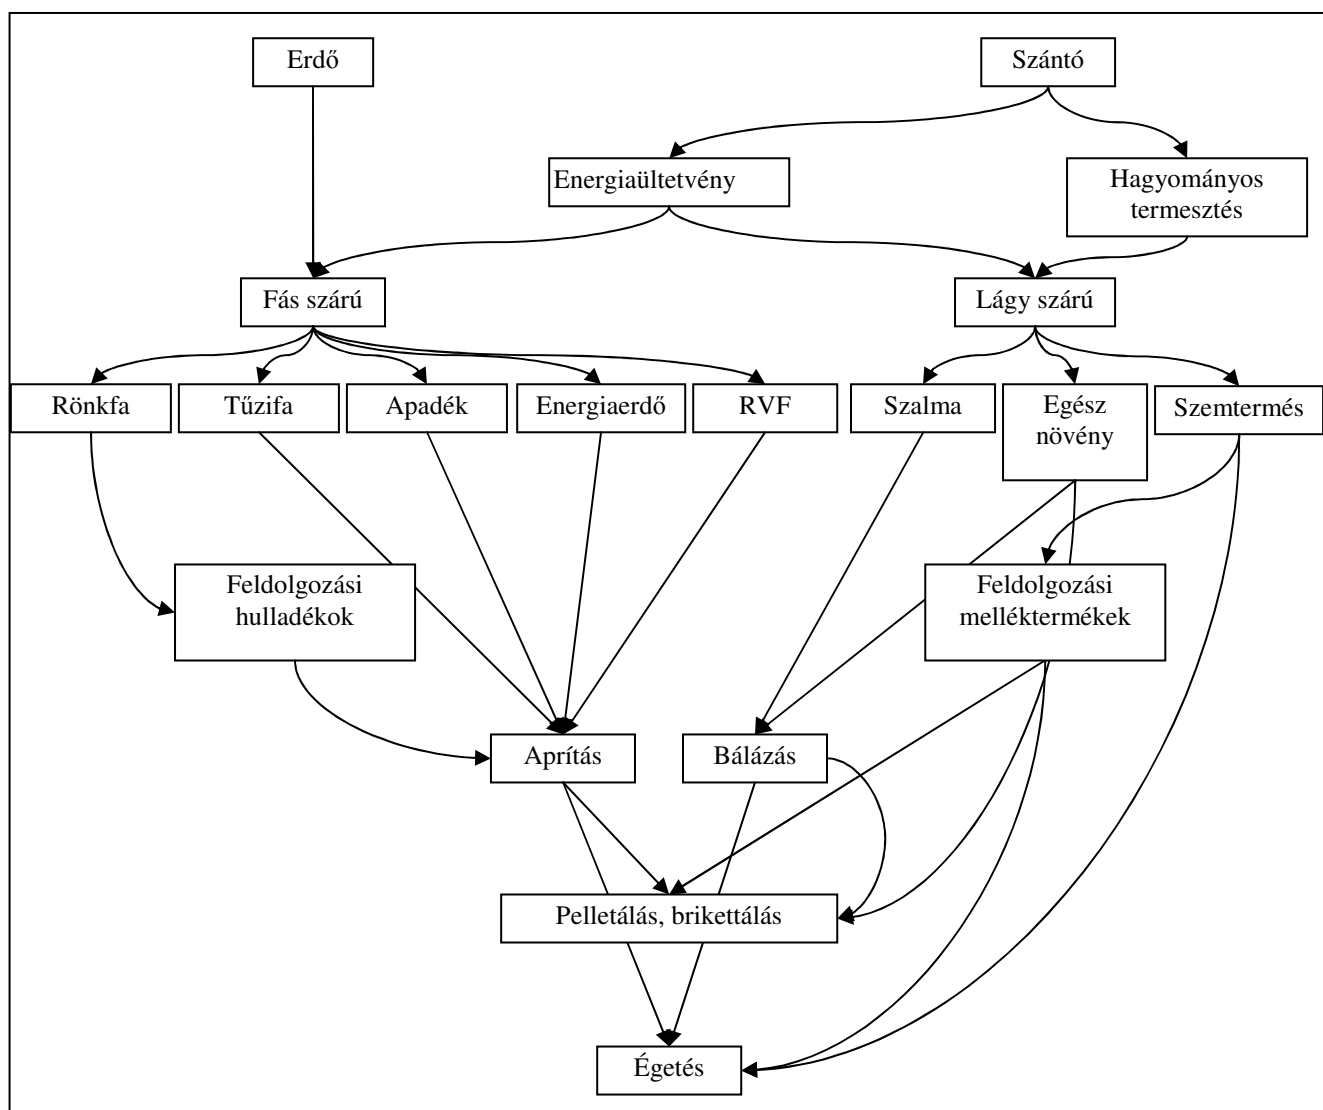 Erdő
Szántó
Energiaültetvény
Hagyományos
termesztés
Fás szárú
Lágy szárú
Rönkfa
Tűzifa
Apadék
Energiaerdő
RVF
Szalma
Egész
növény
Szemtermés
Feldolgozási
hulladékok
Feldolgozási
melléktermékek
Aprítás
Bálázás
Pelletálás, brikettálás
Égetés